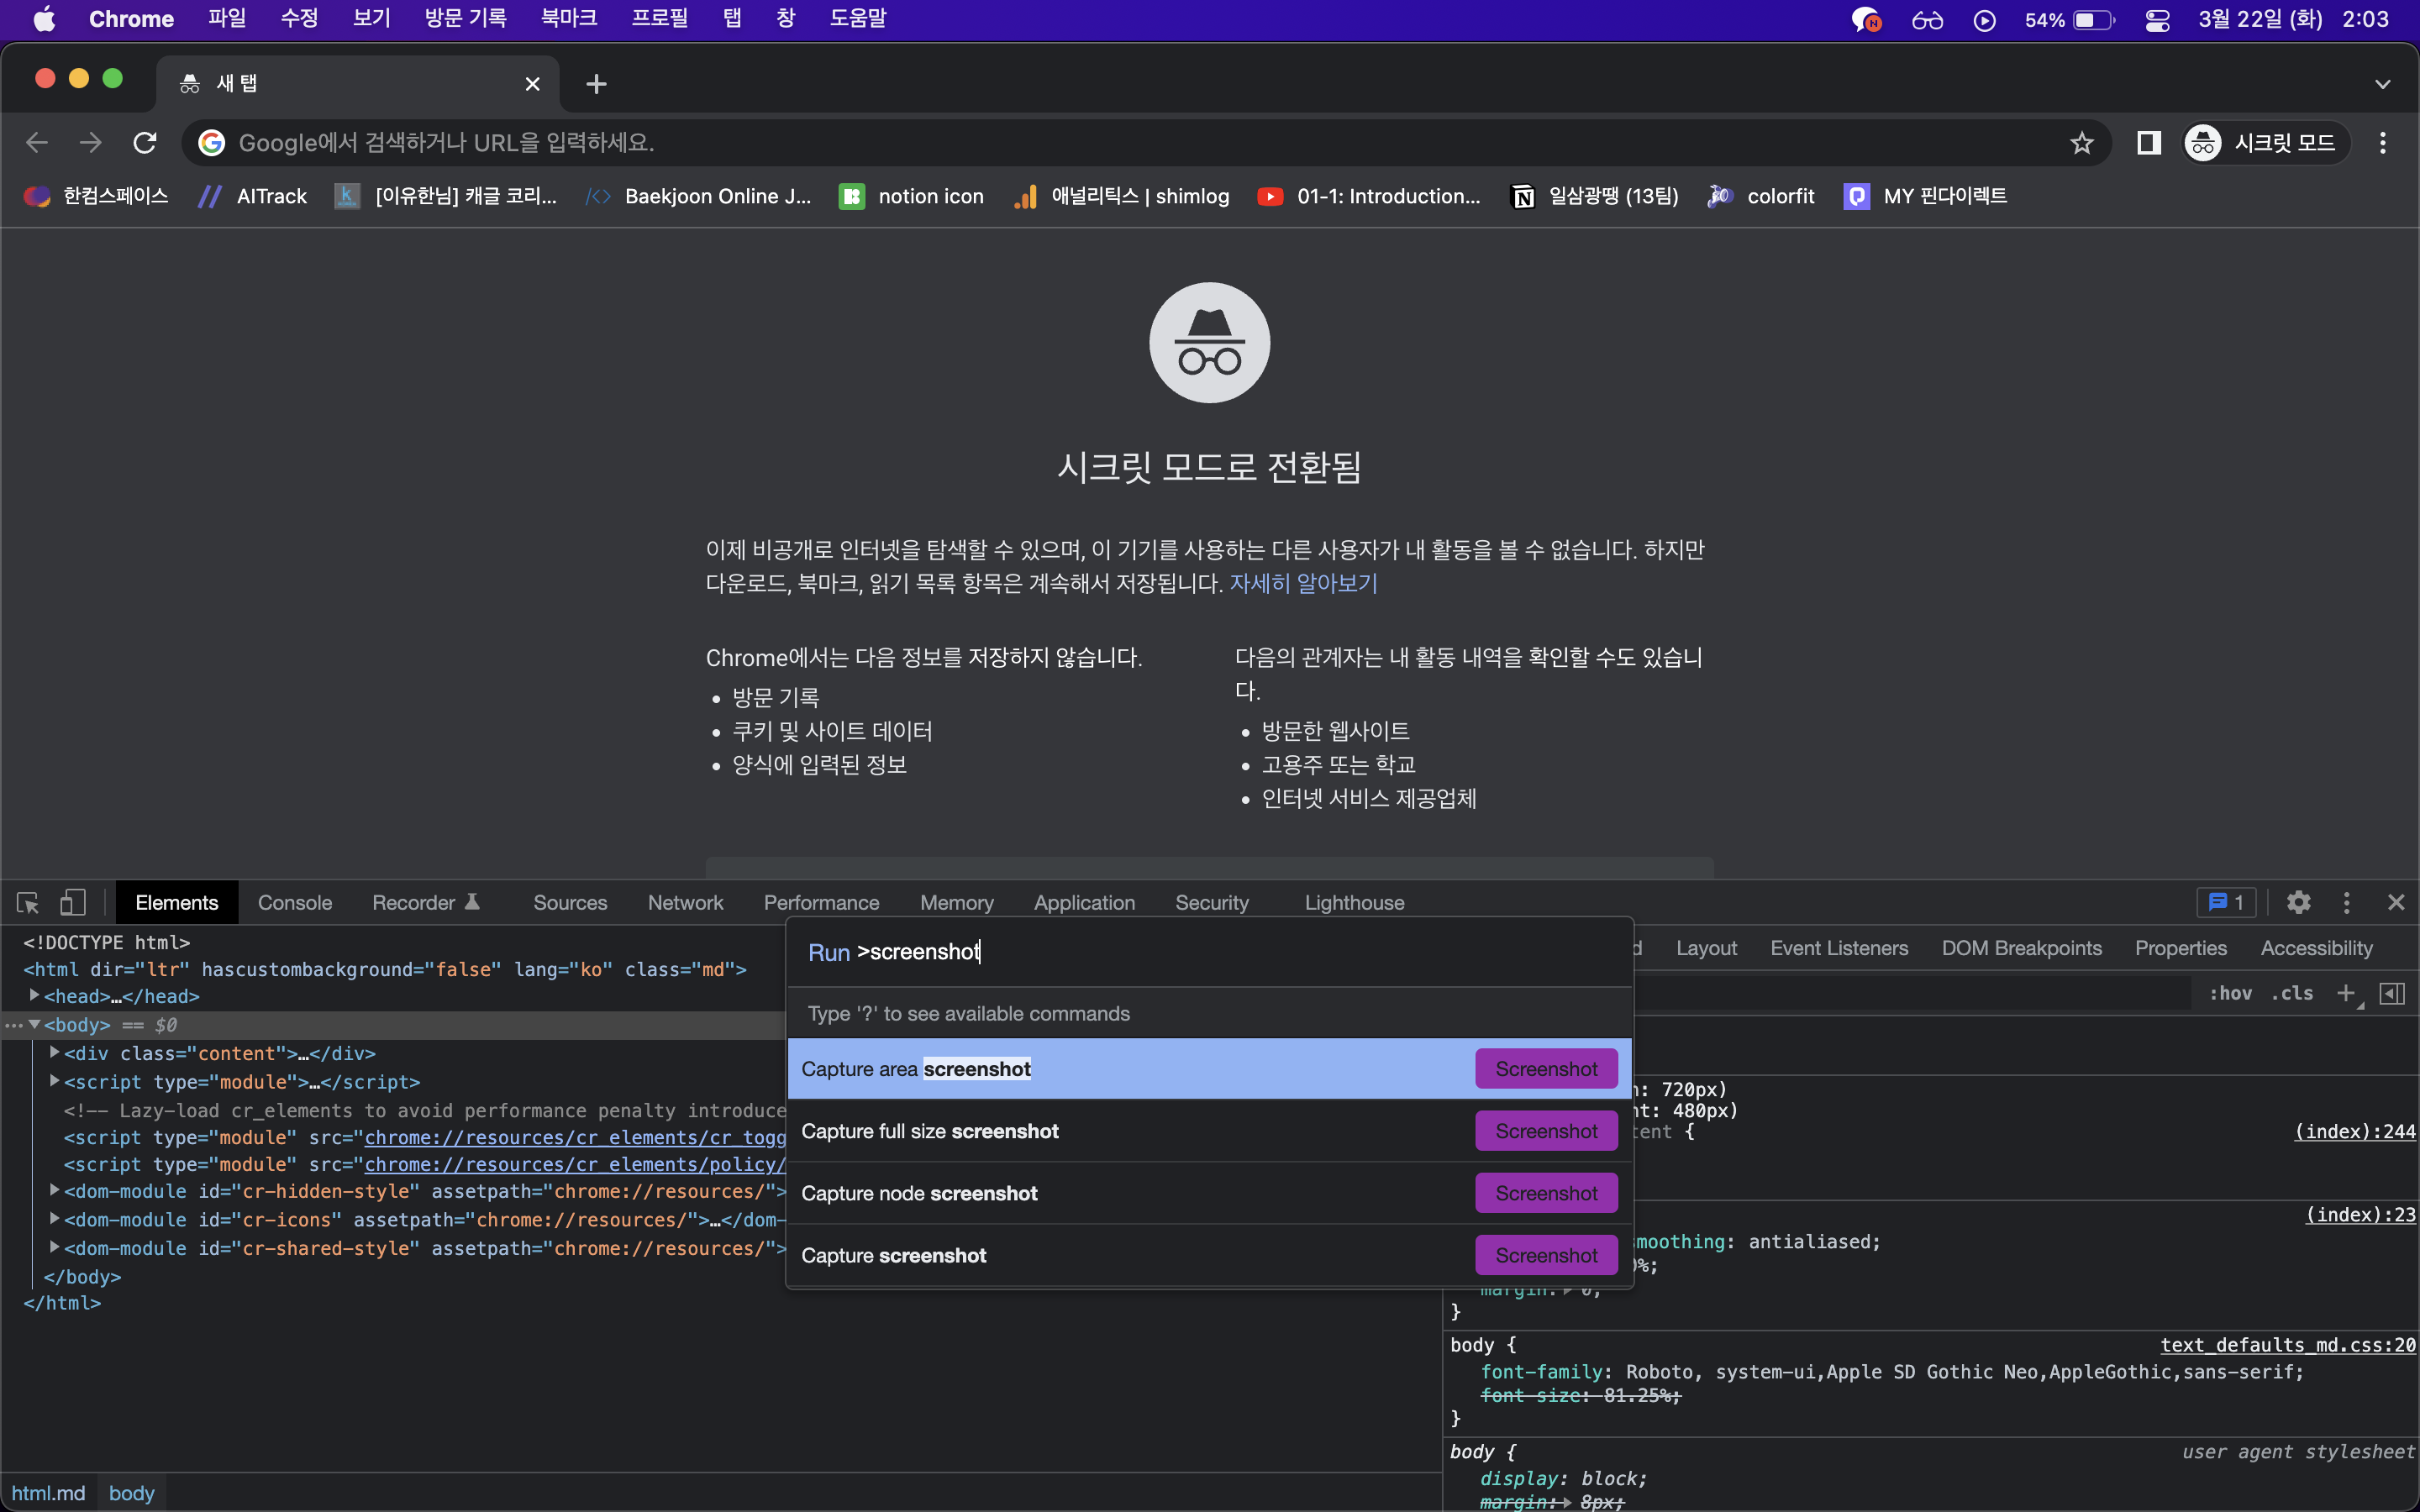 Chrome 파일 수정 보기 방문 기록 북마크 프로필 탭 창 도움말 54% 3월 22일 (화) 2:03
새 탭
Google에서 검색하거나 URL을 입력하세요. 시크릿 모드
한컴스페이스 AITrack [이유한님] 캐글 코리... Baekjoon Online J... notion icon 애널리틱스 | shimlog 01-1: Introduction... 일삼광땡 (13팀) colorfit MY 핀다이렉트
시크릿 모드로 전환됨
이제 비공개로 인터넷을 탐색할 수 있으며, 이 기기를 사용하는 다른 사용자가 내 활동을 볼 수 없습니다. 하지만
다운로드, 북마크, 읽기 목록 항목은 계속해서 저장됩니다. 자세히 알아보기
Chrome에서는 다음 정보를 저장하지 않습니다.
방문 기록
쿠키 및 사이트 데이터
양식에 입력된 정보
다음의 관계자는 내 활동 내역을 확인할 수도 있습니
다.
방문한 웹사이트
고용주 또는 학교
인터넷 서비스 제공업체
Elements Console Recorder Sources Network Performance Memory Application Security Lighthouse 1
<!DOCTYPE html>
<html dir="ltr" hascustombackground="false" lang="ko" class="md">
<head>…</head>
<body> == $0
<div class="content">…</div>
<script type="module">…</script>
<!-- Lazy-load cr_elements to avoid performance penalty introduce
<script type="module" src="chrome://resources/cr_elements/cr_togg
<script type="module" src="chrome://resources/cr_elements/policy/
<dom-module id="cr-hidden-style" assetpath="chrome://resources/">
<dom-module id="cr-icons" assetpath="chrome://resources/">…</dom-
<dom-module id="cr-shared-style" assetpath="chrome://resources/">
</body>
</html>
html.md body
Run >screenshot
Type '?' to see available commands
Capture area screenshot Screenshot
Capture full size screenshot Screenshot
Capture node screenshot Screenshot
Capture screenshot Screenshot
Layout Event Listeners DOM Breakpoints Properties Accessibility
:hov .cls
: 720px)
nt: 480px)
tent { (index):244
(index):23
smoothing: antialiased;
%;
margin: 0;
}
body { text_defaults_md.css:20
font-family: Roboto, system-ui,Apple SD Gothic Neo,AppleGothic,sans-serif;
font-size: 81.25%;
}
body { user agent stylesheet
display: block;
margin: 8px;